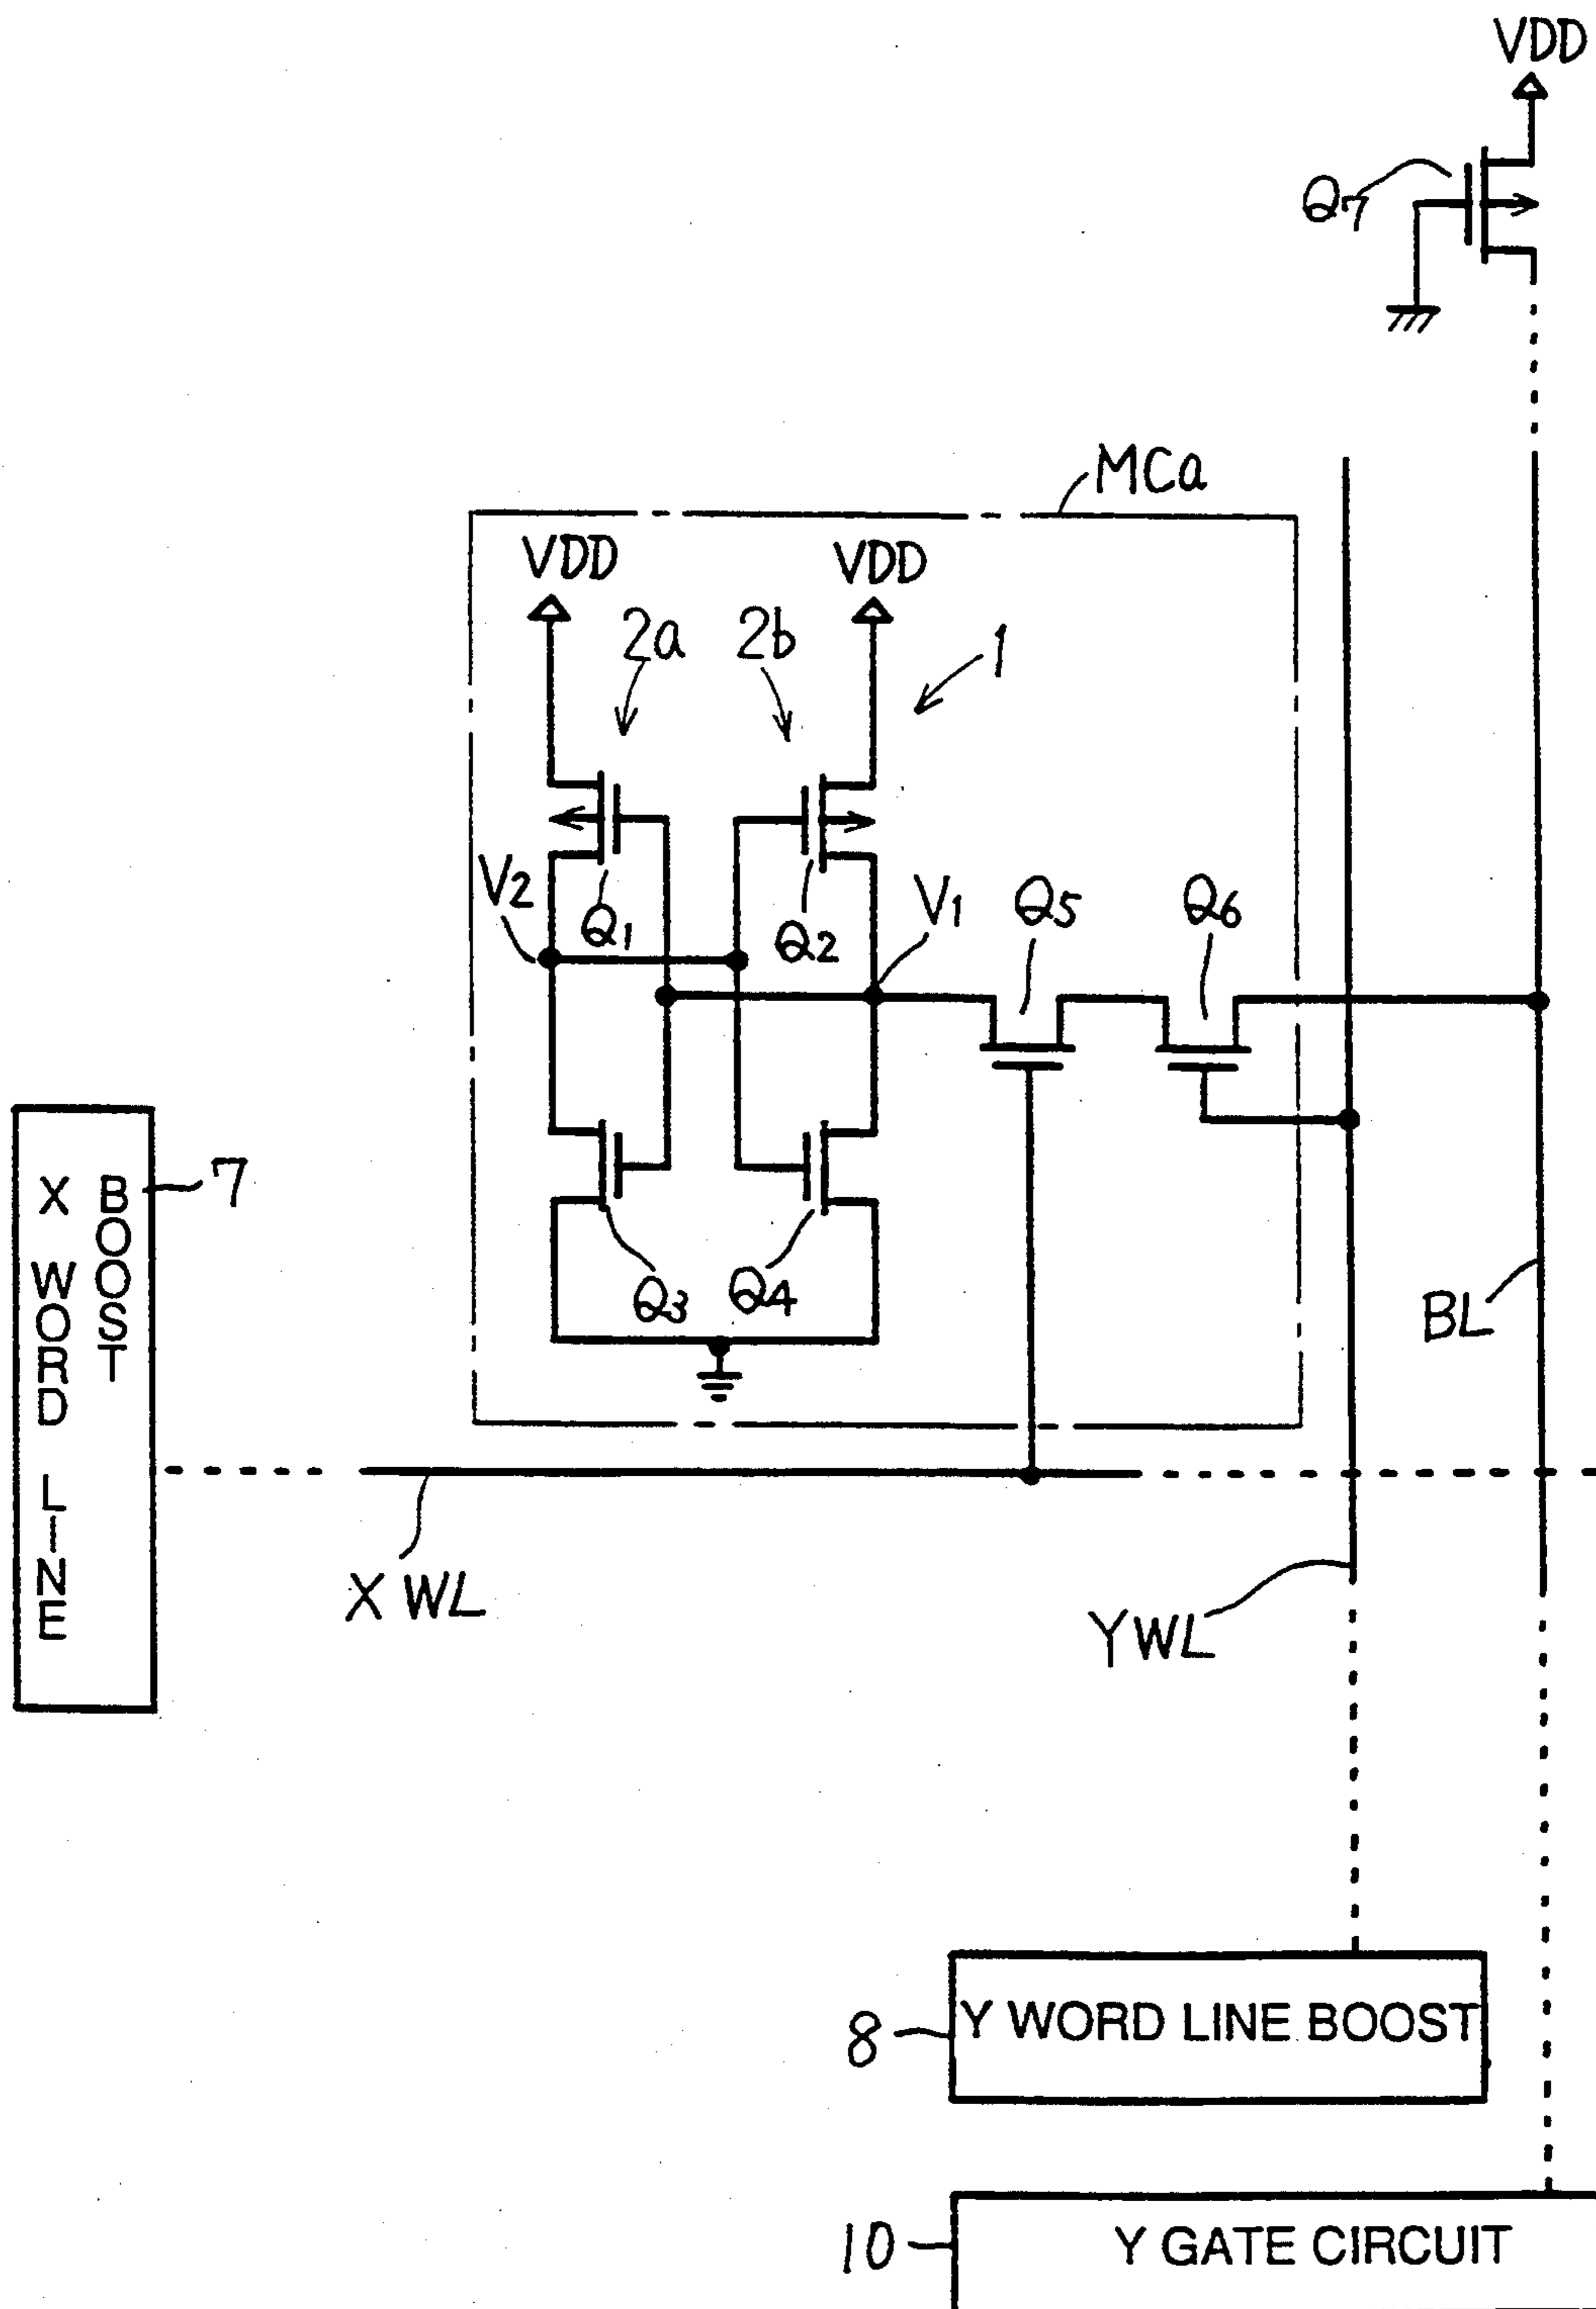 VDD
Q7
MCa
VDD
VDD
2a
2b
1
V2
Q1
Q2
V1
Q5
Q6
X WORD LINE
BOOST
7
Q3
Q4
BL
X WL
YWL
8
Y WORD LINE BOOST
10
Y GATE CIRCUIT